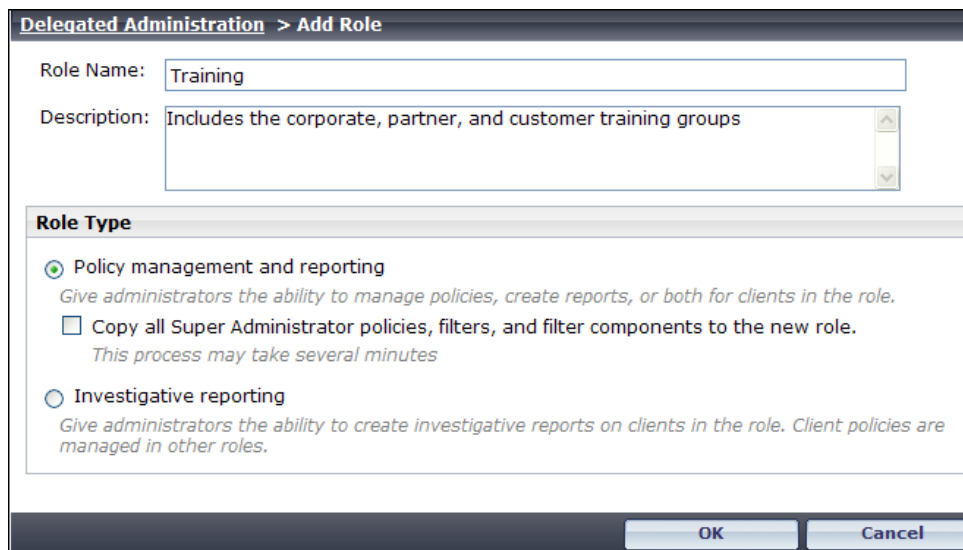 Delegated Administration > Add Role
Role Name: Training
Description: Includes the corporate, partner, and customer training groups
Role Type
Policy management and reporting
Give administrators the ability to manage policies, create reports, or both for clients in the role.
Copy all Super Administrator policies, filters, and filter components to the new role.
This process may take several minutes
Investigative reporting
Give administrators the ability to create investigative reports on clients in the role. Client policies are
managed in other roles.
OK Cancel